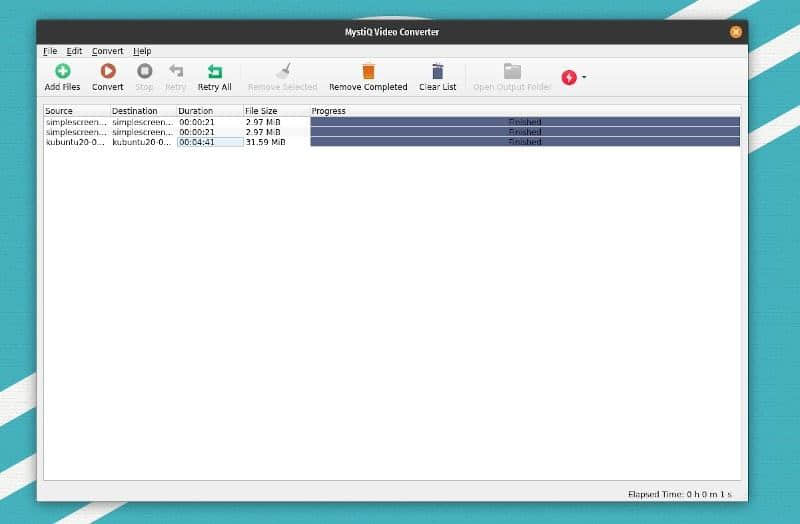 MystiQ Video Converter
File Edit Convert Help
Add Files Convert Stop Retry Retry All Remove Selected Remove Completed Clear List Open Output Folder
Source Destination Duration File Size Progress
simplescreen... simplescreen... 00:00:21 2.97 MiB Finished
simplescreen... simplescreen... 00:00:21 2.97 MiB Finished
kubuntu20-0... kubuntu20-0... 00:04:41 31.59 MiB Finished
Elapsed Time: 0 h 0 m 1 s